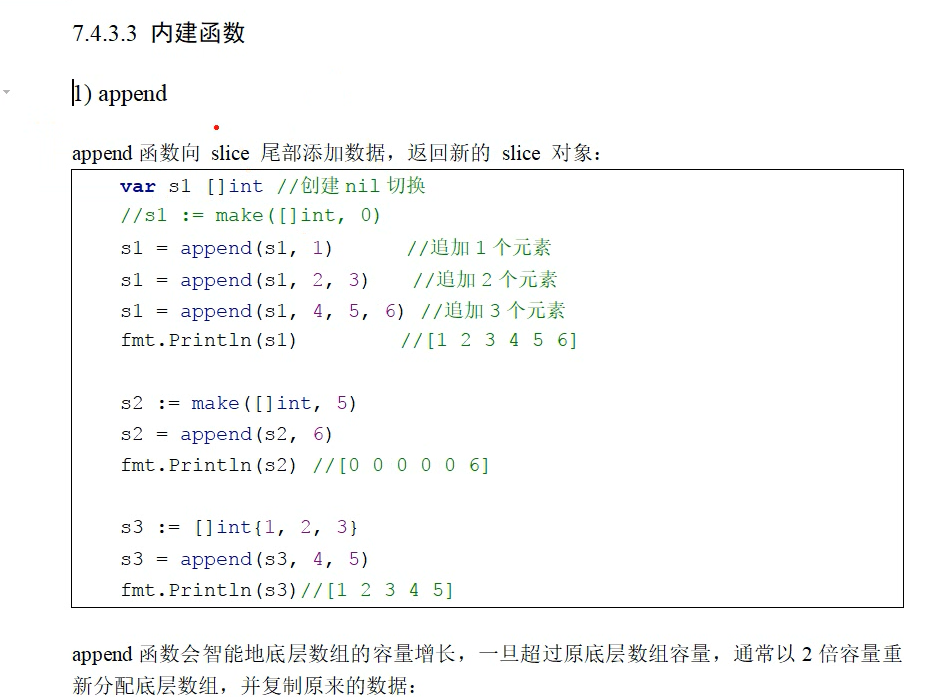 7.4.3.3 内建函数
1) append
append 函数向 slice 尾部添加数据，返回新的 slice 对象：
var s1 []int //创建 nil 切换
//s1 := make([]int, 0)
s1 = append(s1, 1) //追加 1 个元素
s1 = append(s1, 2, 3) //追加 2 个元素
s1 = append(s1, 4, 5, 6) //追加 3 个元素
fmt.Println(s1) //[1 2 3 4 5 6]
s2 := make([]int, 5)
s2 = append(s2, 6)
fmt.Println(s2) //[0 0 0 0 0 6]
s3 := []int{1, 2, 3}
s3 = append(s3, 4, 5)
fmt.Println(s3)//[1 2 3 4 5]
append 函数会智能地底层数组的容量增长，一旦超过原底层数组容量，通常以 2 倍容量重
新分配底层数组，并复制原来的数据：